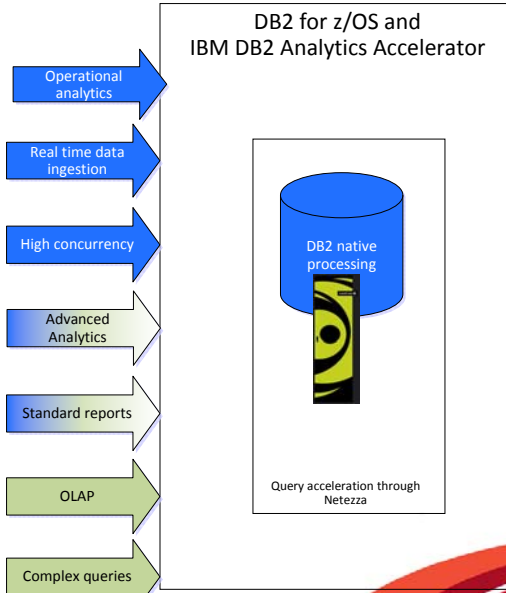 DB2 for z/OS and
IBM DB2 Analytics Accelerator
Operational
analytics
Real time data
ingestion
High concurrency
Advanced
Analytics
Standard reports
OLAP
Complex queries
DB2 native
processing
Query acceleration through
Netezza